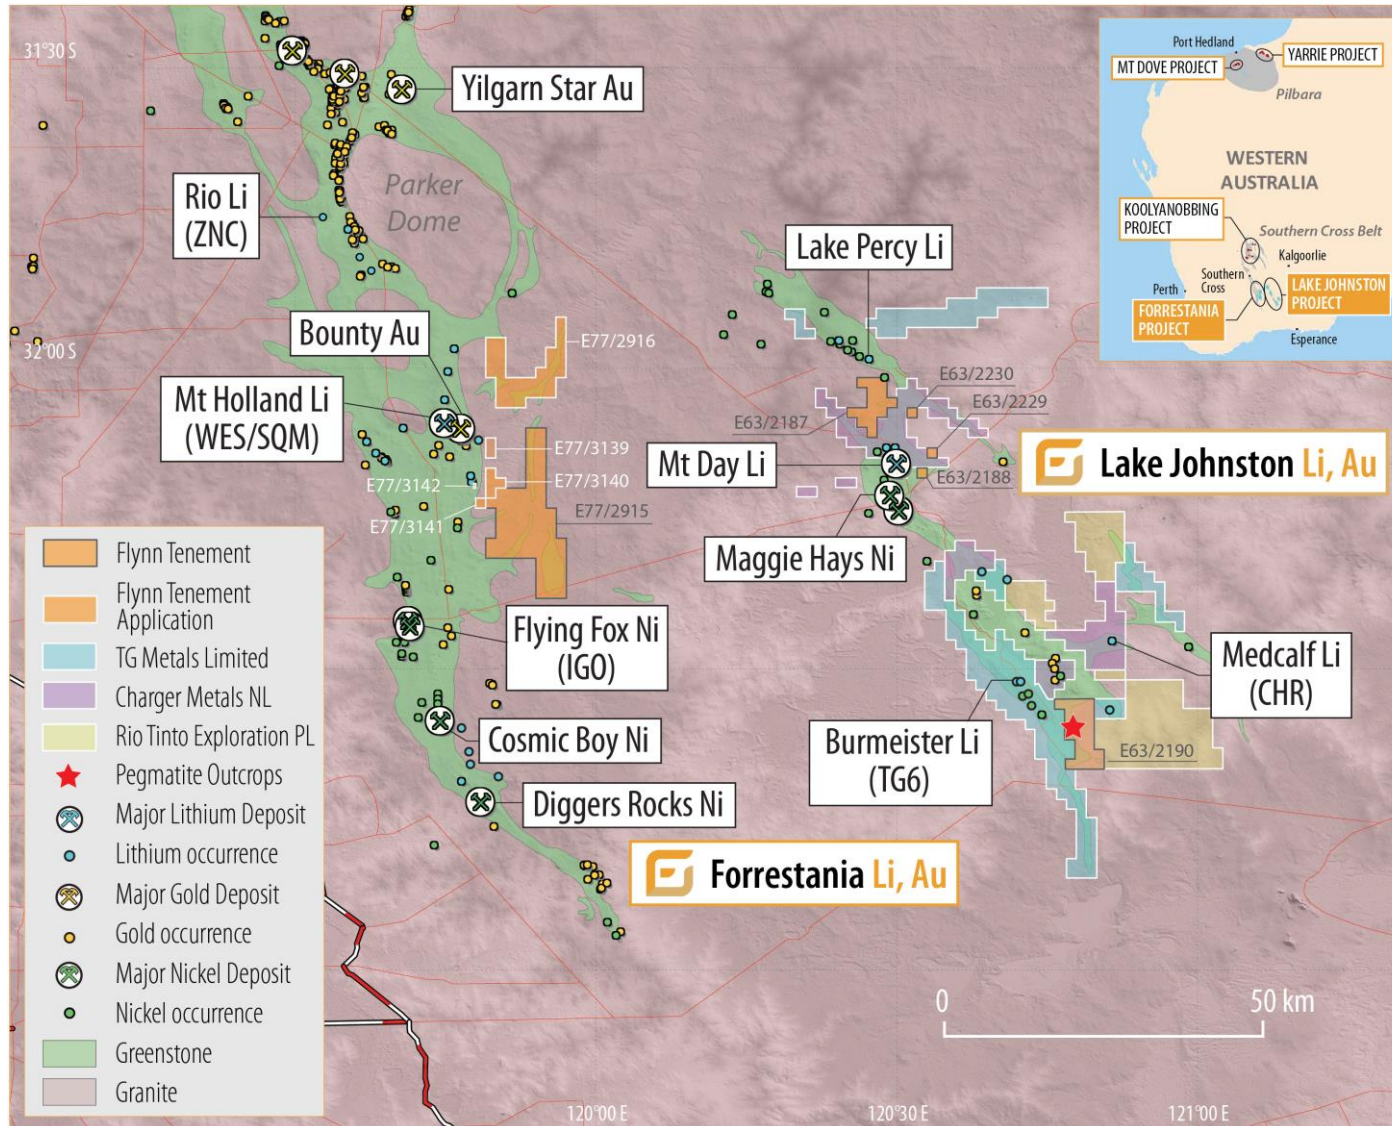 31°30 S
Yilgarn Star Au
Parker
Dome
Rio Li
(ZNC)
Lake Percy Li
Bounty Au
32°00 S
E77/2916
Mt Holland Li
(WES/SQM)
E63/2230
E63/2229
E63/2187
E77/3139
Mt Day Li
Lake Johnston Li, Au
E77/3142
E77/3140
E63/2188
E77/3141
E77/2915
Maggie Hays Ni
Flying Fox Ni
(IGO)
Medcalf Li
(CHR)
Cosmic Boy Ni
Burmeister Li
(TG6)
E63/2190
Diggers Rocks Ni
Forrestania Li, Au
0
50 km
120°00 E
120°30 E
121°00 E
Flynn Tenement
Flynn Tenement
Application
TG Metals Limited
Charger Metals NL
Rio Tinto Exploration PL
Pegmatite Outcrops
Major Lithium Deposit
Lithium occurrence
Major Gold Deposit
Gold occurrence
Major Nickel Deposit
Nickel occurrence
Greenstone
Granite
Port Hedland
YARRIE PROJECT
MT DOVE PROJECT
Pilbara
WESTERN
AUSTRALIA
KOOLYANOBBING
PROJECT
Southern Cross Belt
Kalgoorlie
Southern
Cross
Perth
LAKE JOHNSTON
PROJECT
FORRESTANIA
PROJECT
Esperance